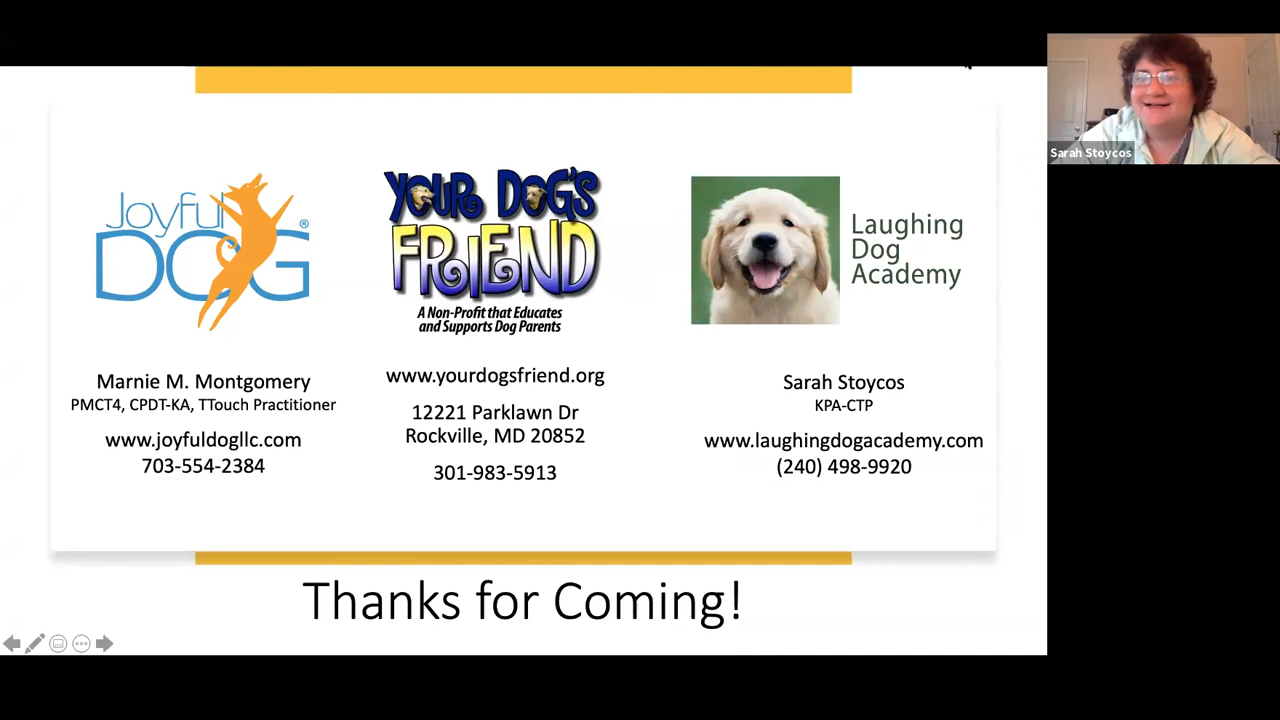 Joyful
DOG®
Marnie M. Montgomery
PMCT4, CPDT-KA, TTouch Practitioner
www.joyfuldogllc.com
703-554-2384
YOUR DOG'S
FRIEND
A Non-Profit that Educates
and Supports Dog Parents
www.yourdogsfriend.org
12221 Parklawn Dr
Rockville, MD 20852
301-983-5913
Laughing
Dog
Academy
Sarah Stoycos
KPA-CTP
www.laughingdogacademy.com
(240) 498-9920
Thanks for Coming!
Sarah Stoycos